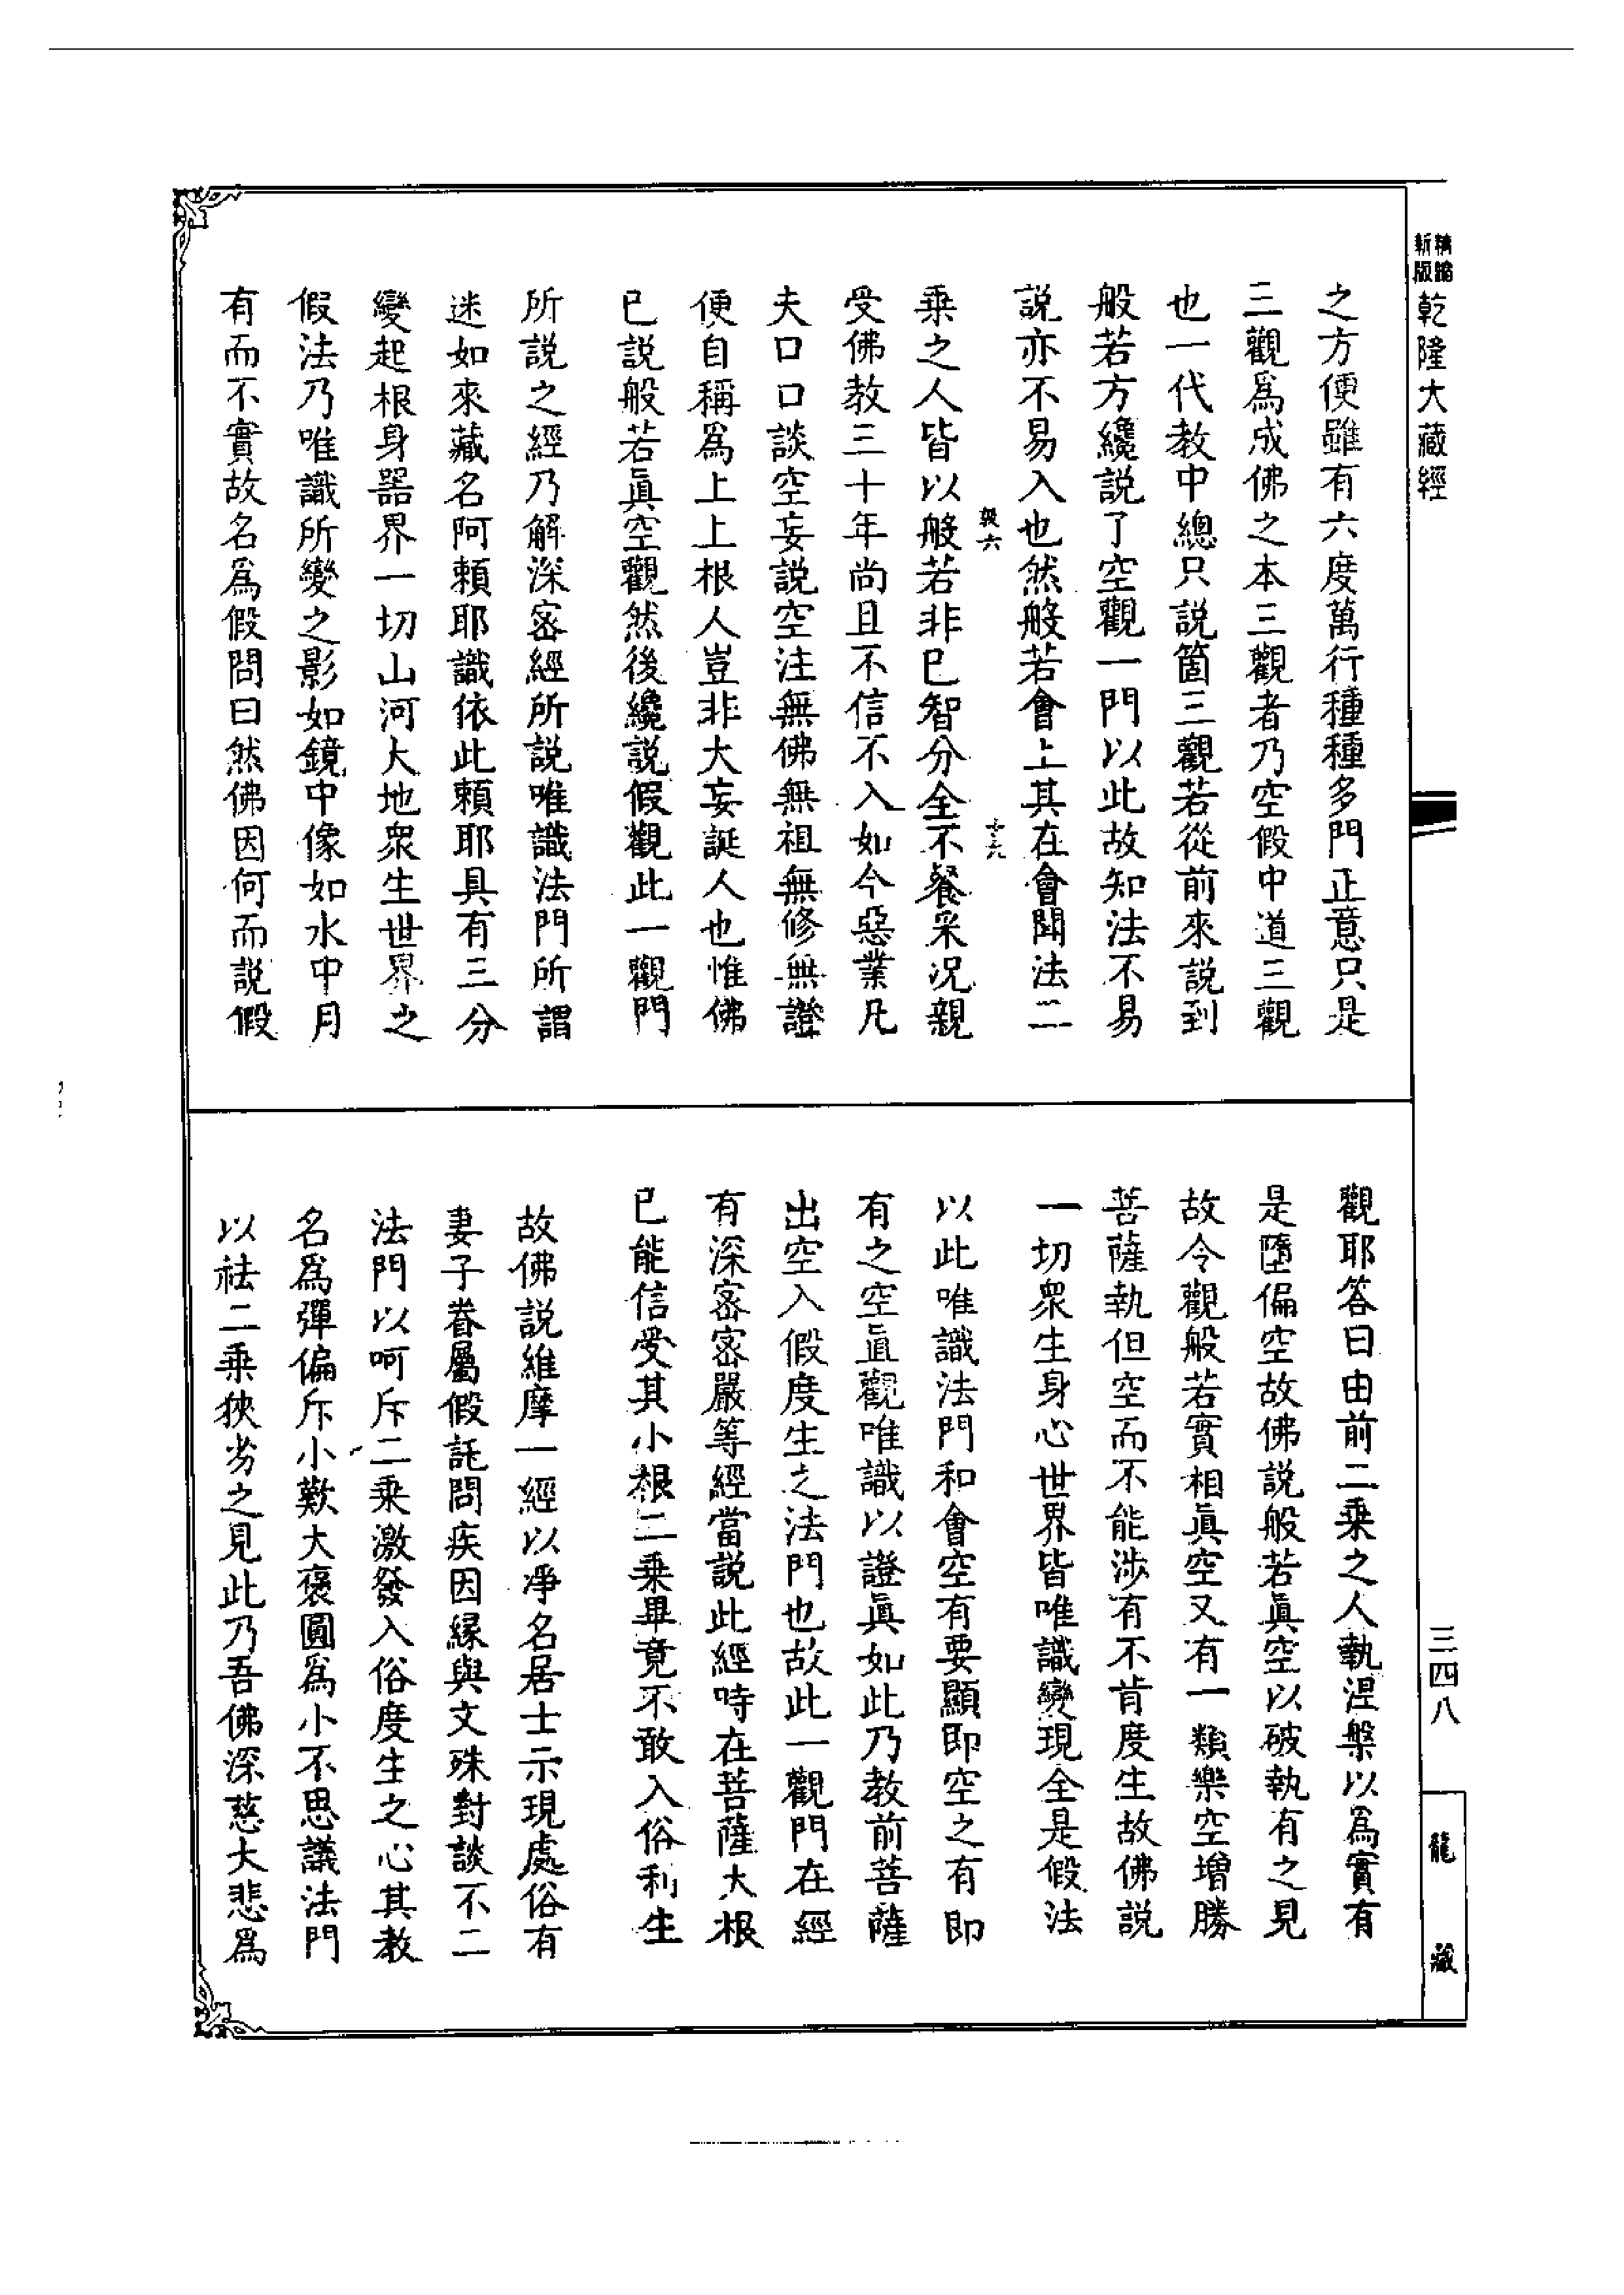 精縮
新版
乾隆大藏經
之方便雖有六度萬行種種多門正意只是
三觀爲成佛之本三觀者乃空假中道三觀
也一代教中總只説箇三觀若從前來説到
般若方纔説了空觀一門以此故知法不易
説亦不易入也然般若會上其在會聞法二
乘之人皆以般若非已智分全不餐采況親
受佛教三十年尚且不信不入如今惡業凡
夫口口談空妄説空注無佛無祖無修無證
便自稱爲上上根人豈非大妄誕人也惟佛
已説般若眞空觀然後纔説假觀此一觀門
所説之經乃解深密經所説唯識法門所謂
迷如來藏名阿賴耶識依此賴耶具有三分
變起根身器界一切山河大地衆生世界之
假法乃唯識所變之影如鏡中像如水中月
有而不實故名爲假問曰然佛因何而説假
觀耶答曰由前二乘之人執涅槃以爲實有
是墮偏空故佛説般若眞空以破執有之見
故令觀般若實相眞空又有一類樂空增勝
菩薩執但空而不能涉有不肯度生故佛説
一切衆生身心世界皆唯識變現全是假法
以此唯識法門和會空有要顯即空之有即
有之空眞觀唯識以證眞如此乃教前菩薩
出空入假度生之法門也故此一觀門在經
有深密密嚴等經當説此經時在菩薩大根
已能信受其小根二乘畢竟不敢入俗利生
故佛説維摩一經以淨名居士示現處俗有
妻子眷屬假託問疾因縁與文殊對談不二
法門以呵斥二乘激發入俗度生之心其教
名爲彈偏斥小歎大褒圓爲小不思議法門
以祛二乘狹劣之見此乃吾佛深慈大悲爲
三四八
龍藏